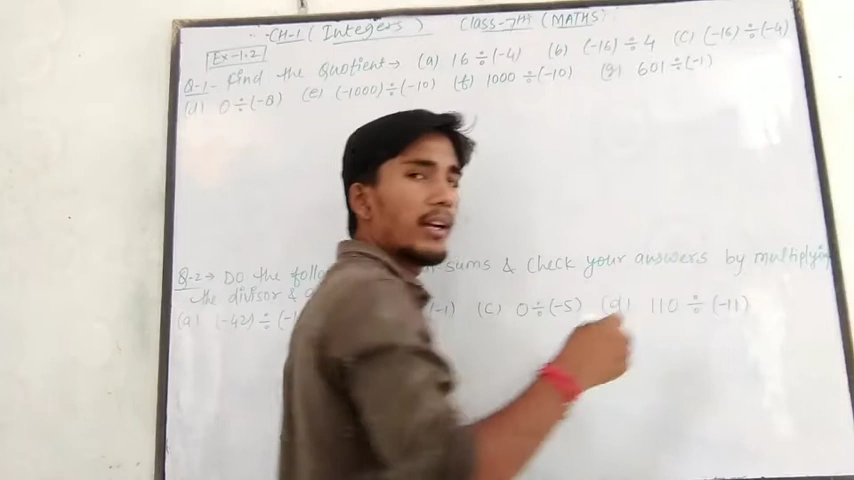 CH-1 ( Integers ) Class-7th (MATHS)
Ex-1.2
Q-1- Find the Quotient → (a) 16 ÷ (-4) (b) (-16) ÷ 4 (c) (-16) ÷ (-4)
(d) 0 ÷ (-8) (e) (-1000) ÷ (-10) (f) 1000 ÷ (-10) (g) 601 ÷ (-1)
Q-2 → Do the sums & check your answers by multiplying
the divisor &
(a) (-42) ÷ (-1) (c) 0 ÷ (-5) (d) 110 ÷ (-11)